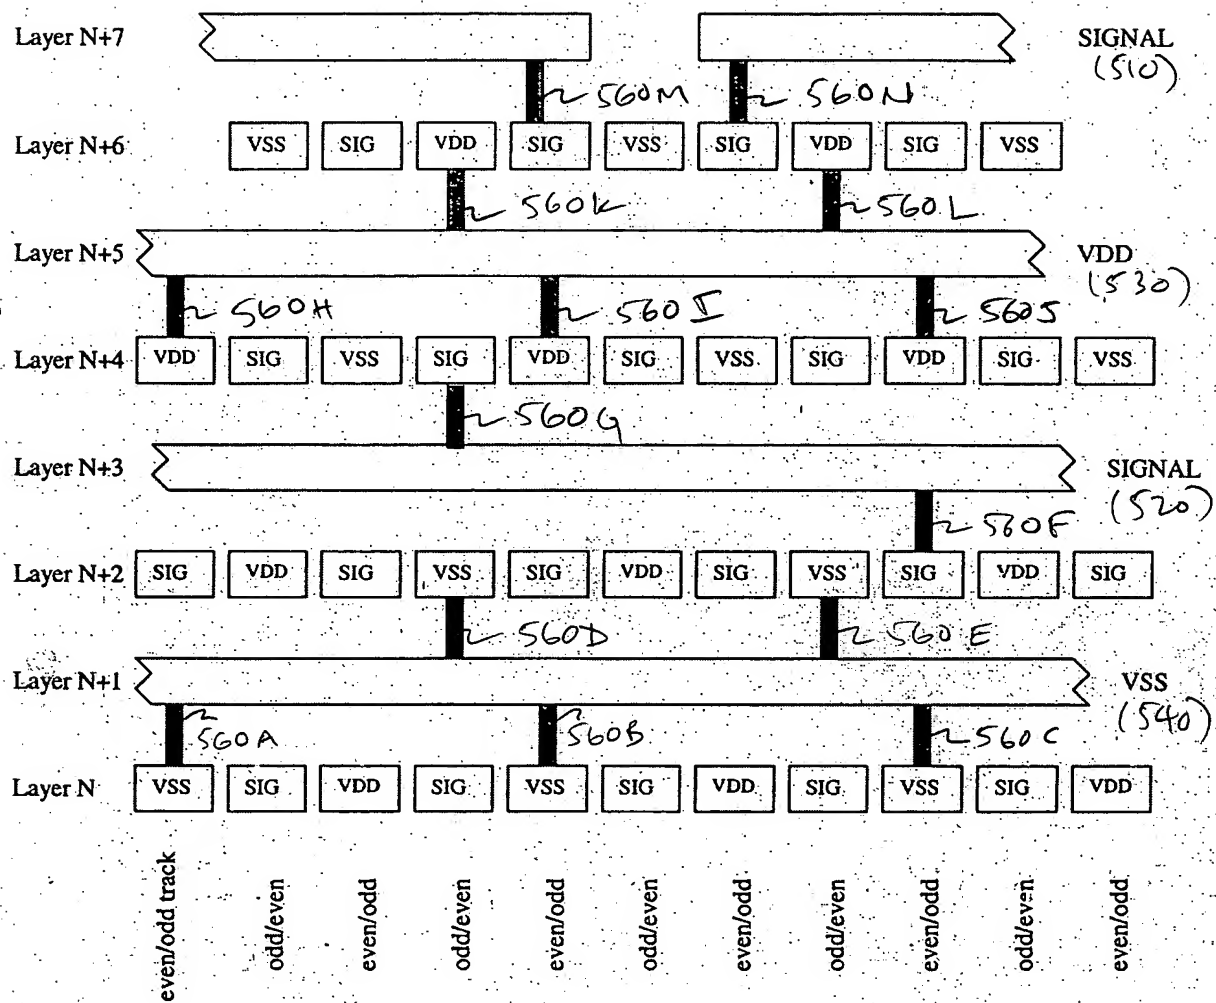 Layer N+7 SIGNAL
(510)
560M 560N
Layer N+6 VSS SIG VDD SIG VSS SIG VDD SIG VSS
560K 560L
Layer N+5 VDD
(530)
560H 560I 560J
Layer N+4 VDD SIG VSS SIG VDD SIG VSS SIG VDD SIG VSS
560G
Layer N+3 SIGNAL
(520)
560F
Layer N+2 SIG VDD SIG VSS SIG VDD SIG VSS SIG VDD SIG
560D 560E
Layer N+1 VSS
(540)
560A 560B 560C
Layer N VSS SIG VDD SIG VSS SIG VDD SIG VSS SIG VDD
even/odd track
odd/even
even/odd
odd/even
even/odd
odd/even
even/odd
odd/even
even/odd
odd/even
even/odd